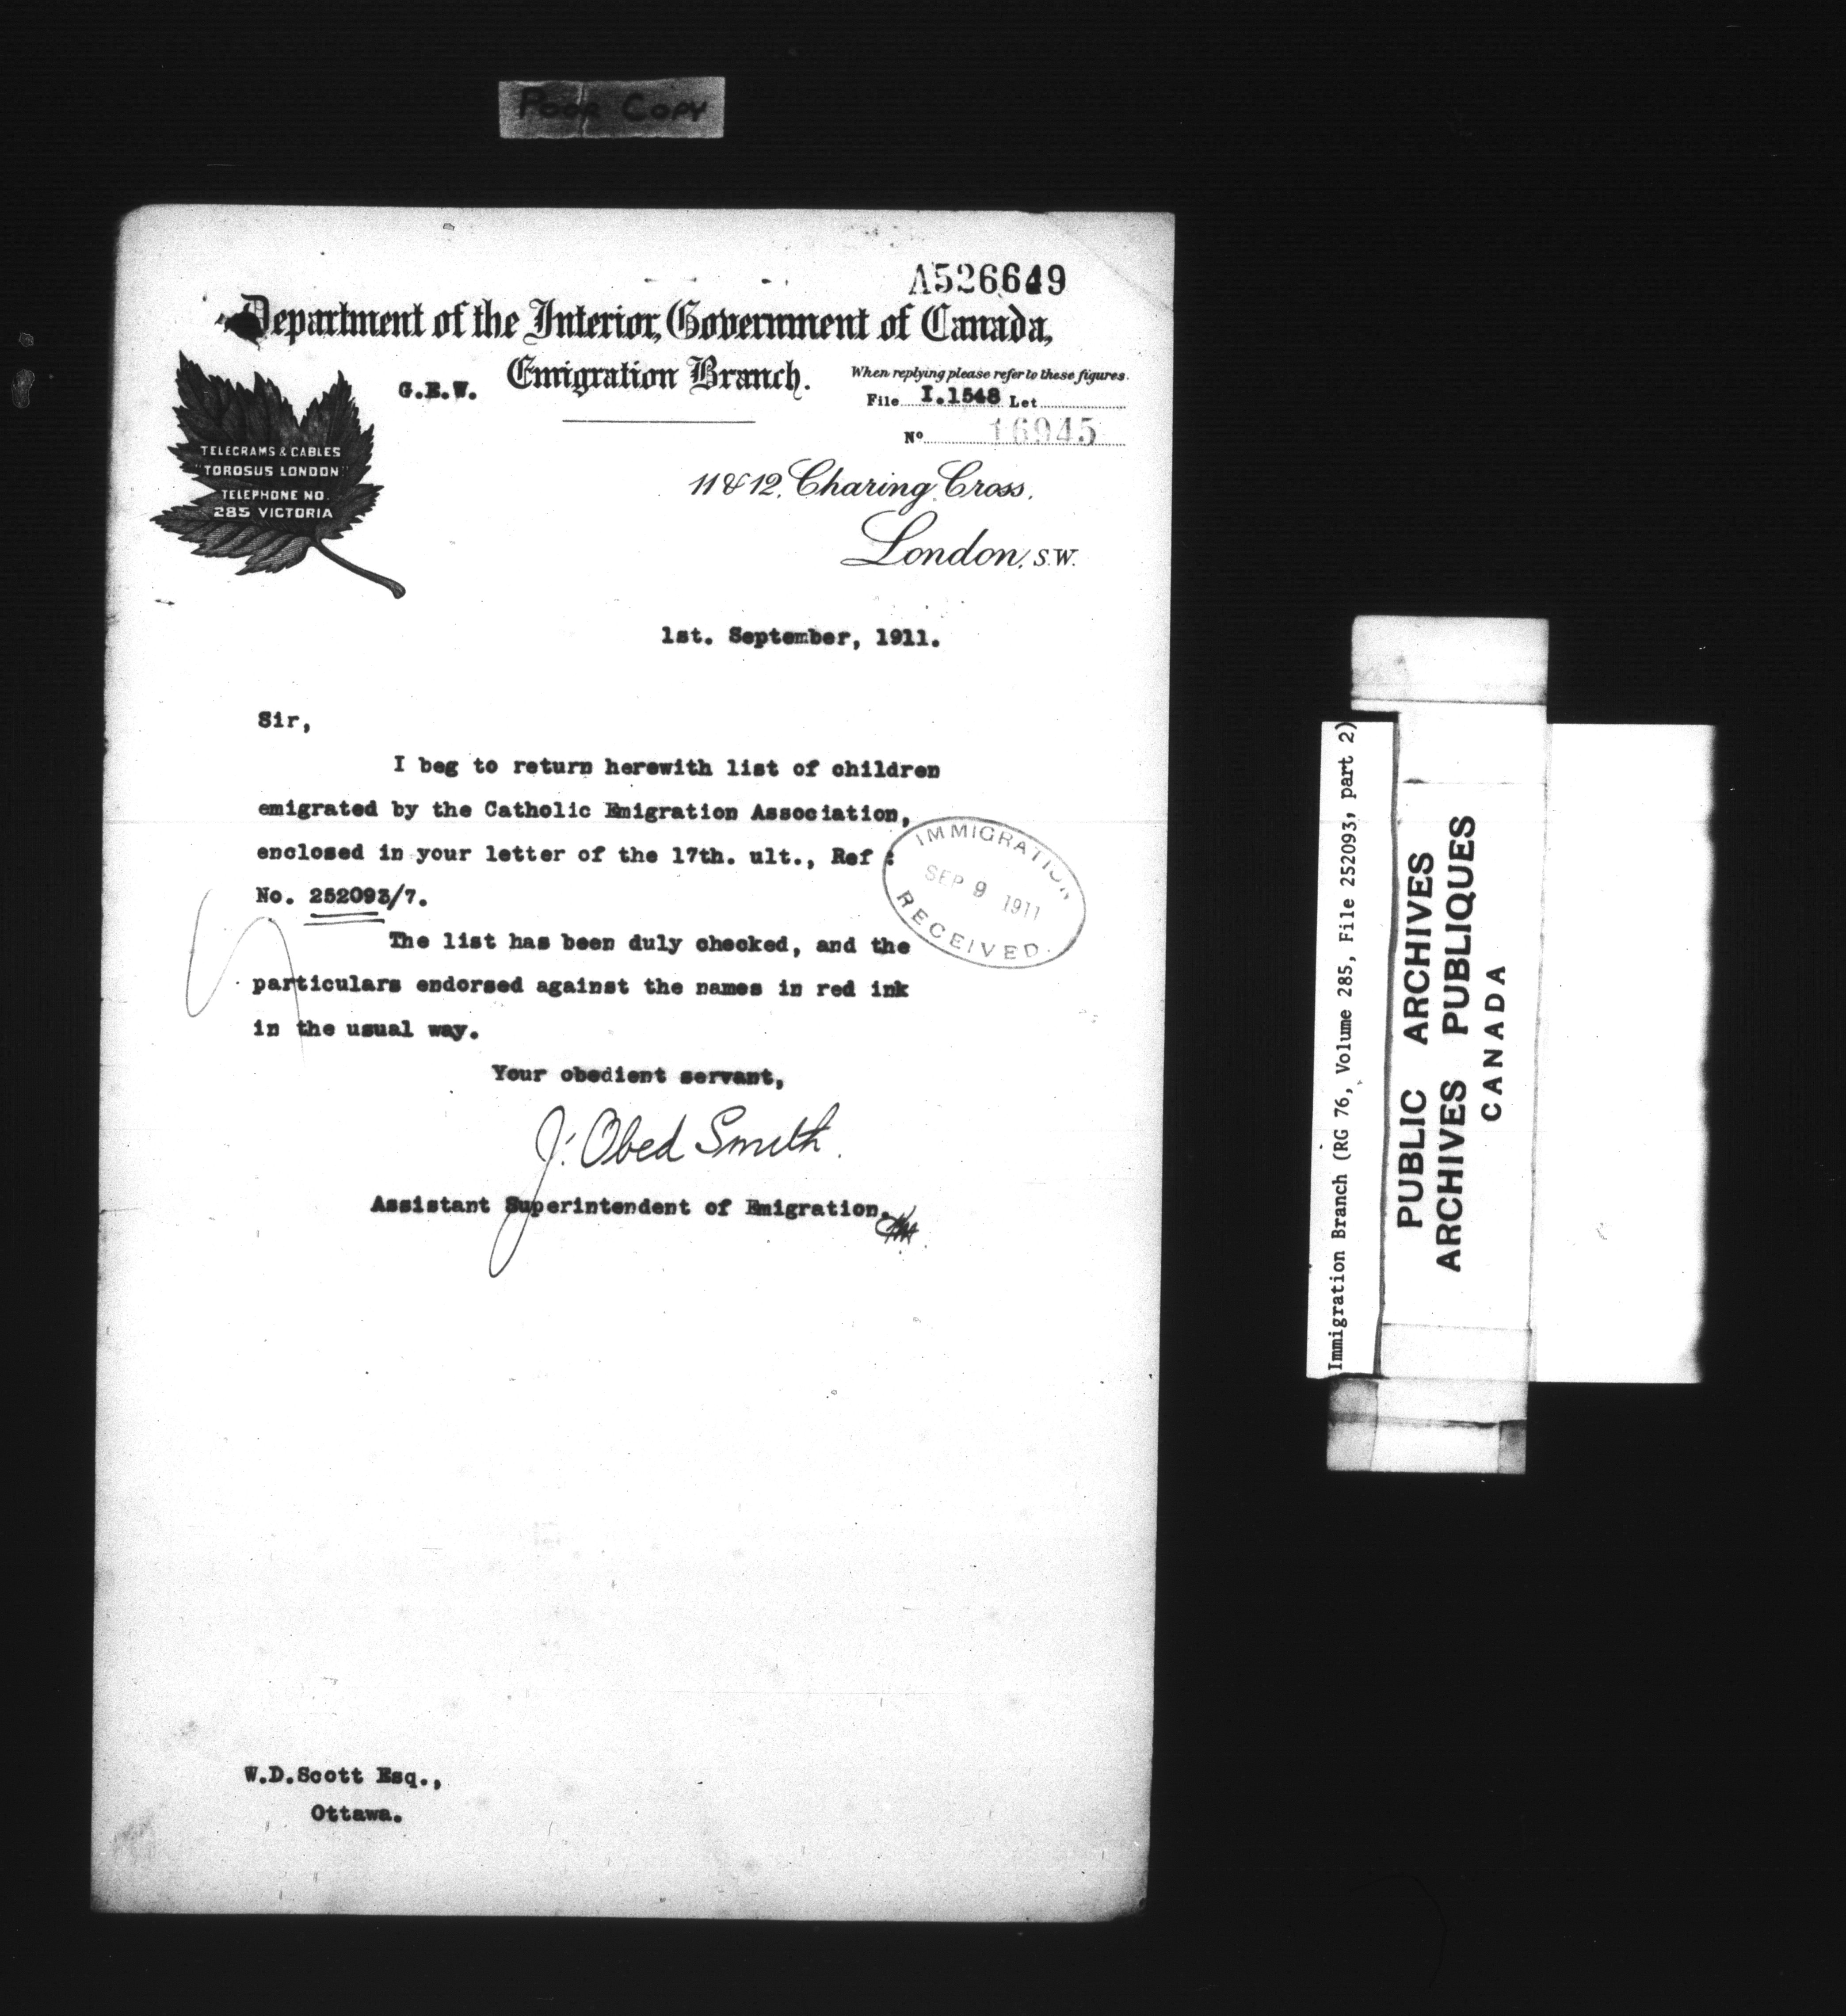 Poor Copy
A526649
Department of the Interior, Government of Canada,
Emigration Branch.
G.E.W.
When replying please refer to these figures.
File I.1548 Let
No 16945
TELEGRAMS & CABLES
"TOROSUS LONDON"
TELEPHONE NO.
285 VICTORIA
11 & 12, Charing Cross,
London, S.W.
1st. September, 1911.
Sir,
I beg to return herewith list of children
emigrated by the Catholic Emigration Association,
enclosed in your letter of the 17th. ult., Ref :
No. 252093/7.
IMMIGRATION
SEP 9 1911
RECEIVED
The list has been duly checked, and the
particulars endorsed against the names in red ink
in the usual way.
Your obedient servant,
J. Obed Smith.
Assistant Superintendent of Emigration.
W.D.Scott Esq.,
Ottawa.
Immigration Branch (RG 76, Volume 285, File 252093, part 2)
PUBLIC ARCHIVES
ARCHIVES PUBLIQUES
CANADA